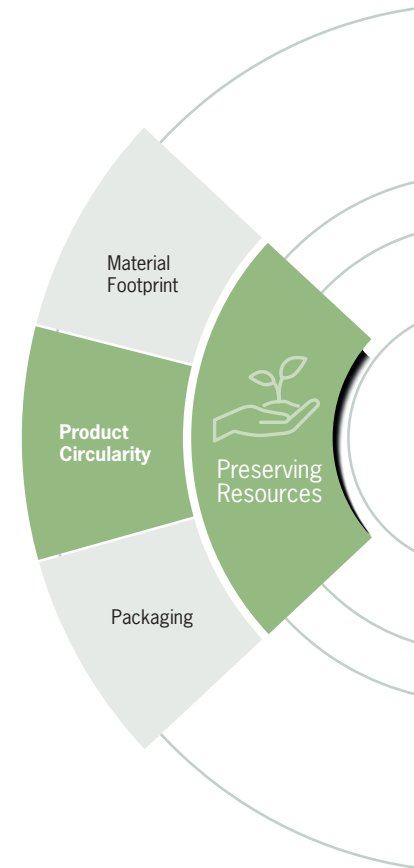 Material
Footprint
Product
Circularity
Preserving
Resources
Packaging